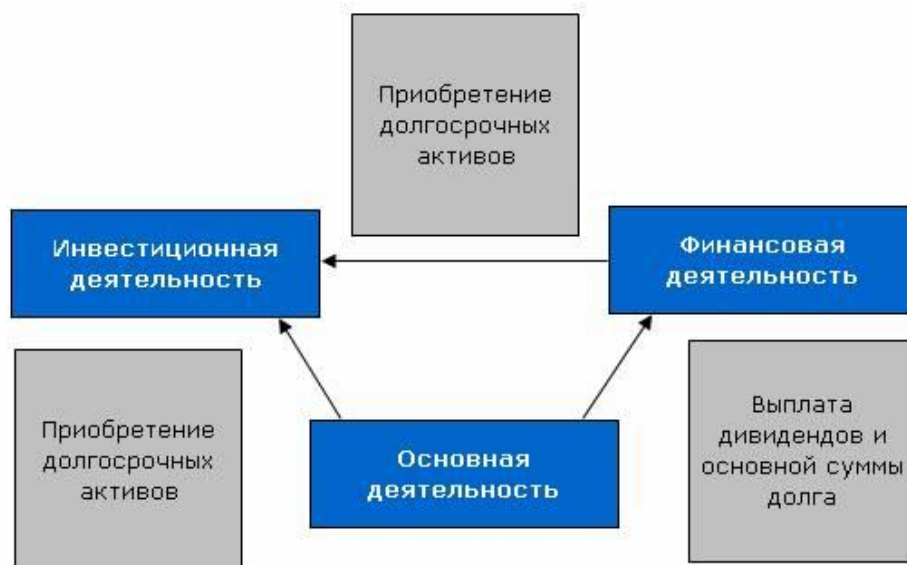 Приобретение
долгосрочных
активов
Инвестиционная
деятельность
Финансовая
деятельность
Приобретение
долгосрочных
активов
Основная
деятельность
Выплата
дивидендов и
основной суммы
долга